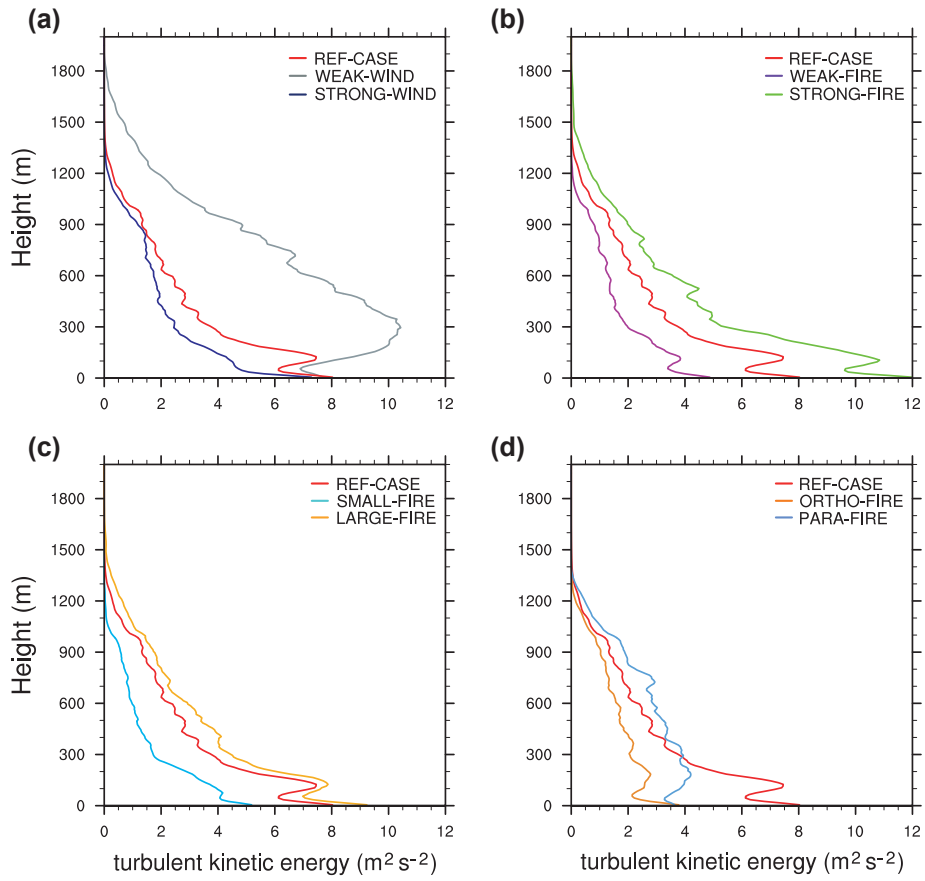 (a)
Height (m)
1800
1500
1200
900
600
300
0
REF-CASE
WEAK-WIND
STRONG-WIND
0 2 4 6 8 10 12
(b)
1800
1500
1200
900
600
300
0
REF-CASE
WEAK-FIRE
STRONG-FIRE
0 2 4 6 8 10 12
(c)
Height (m)
1800
1500
1200
900
600
300
0
REF-CASE
SMALL-FIRE
LARGE-FIRE
0 2 4 6 8 10 12
turbulent kinetic energy (m² s⁻²)
(d)
1800
1500
1200
900
600
300
0
REF-CASE
ORTHO-FIRE
PARA-FIRE
0 2 4 6 8 10 12
turbulent kinetic energy (m² s⁻²)